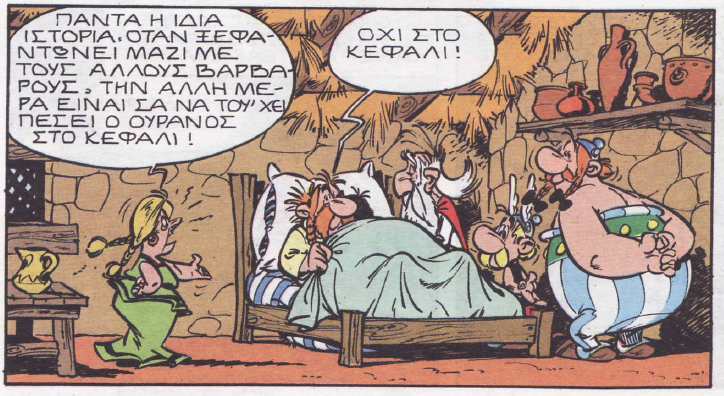 ΠΑΝΤΑ Η ΙΔΙΑ
ΙΣΤΟΡΙΑ. ΟΤΑΝ ΞΕΦΑ-
ΝΤΩΝΕΙ ΜΑΖΙ ΜΕ
ΤΟΥΣ ΑΛΛΟΥΣ ΒΑΡΒΑ-
ΡΟΥΣ, ΤΗΝ ΑΛΛΗ ΜΕ-
ΡΑ ΕΙΝΑΙ ΣΑ ΝΑ ΤΟΥ' ΧΕΙ
ΠΕΣΕΙ Ο ΟΥΡΑΝΟΣ
ΣΤΟ ΚΕΦΑΛΙ!
ΟΧΙ ΣΤΟ
ΚΕΦΑΛΙ!